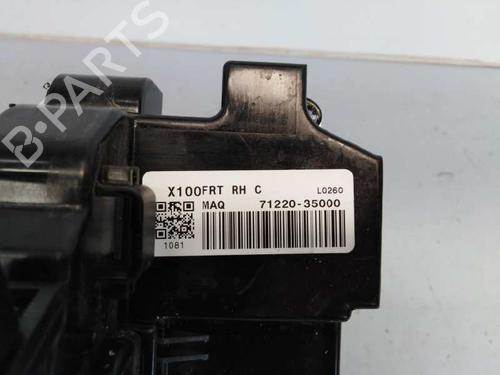 B-PARTS
X100FRT RH C L0260
MAQ 71220-35000
1081